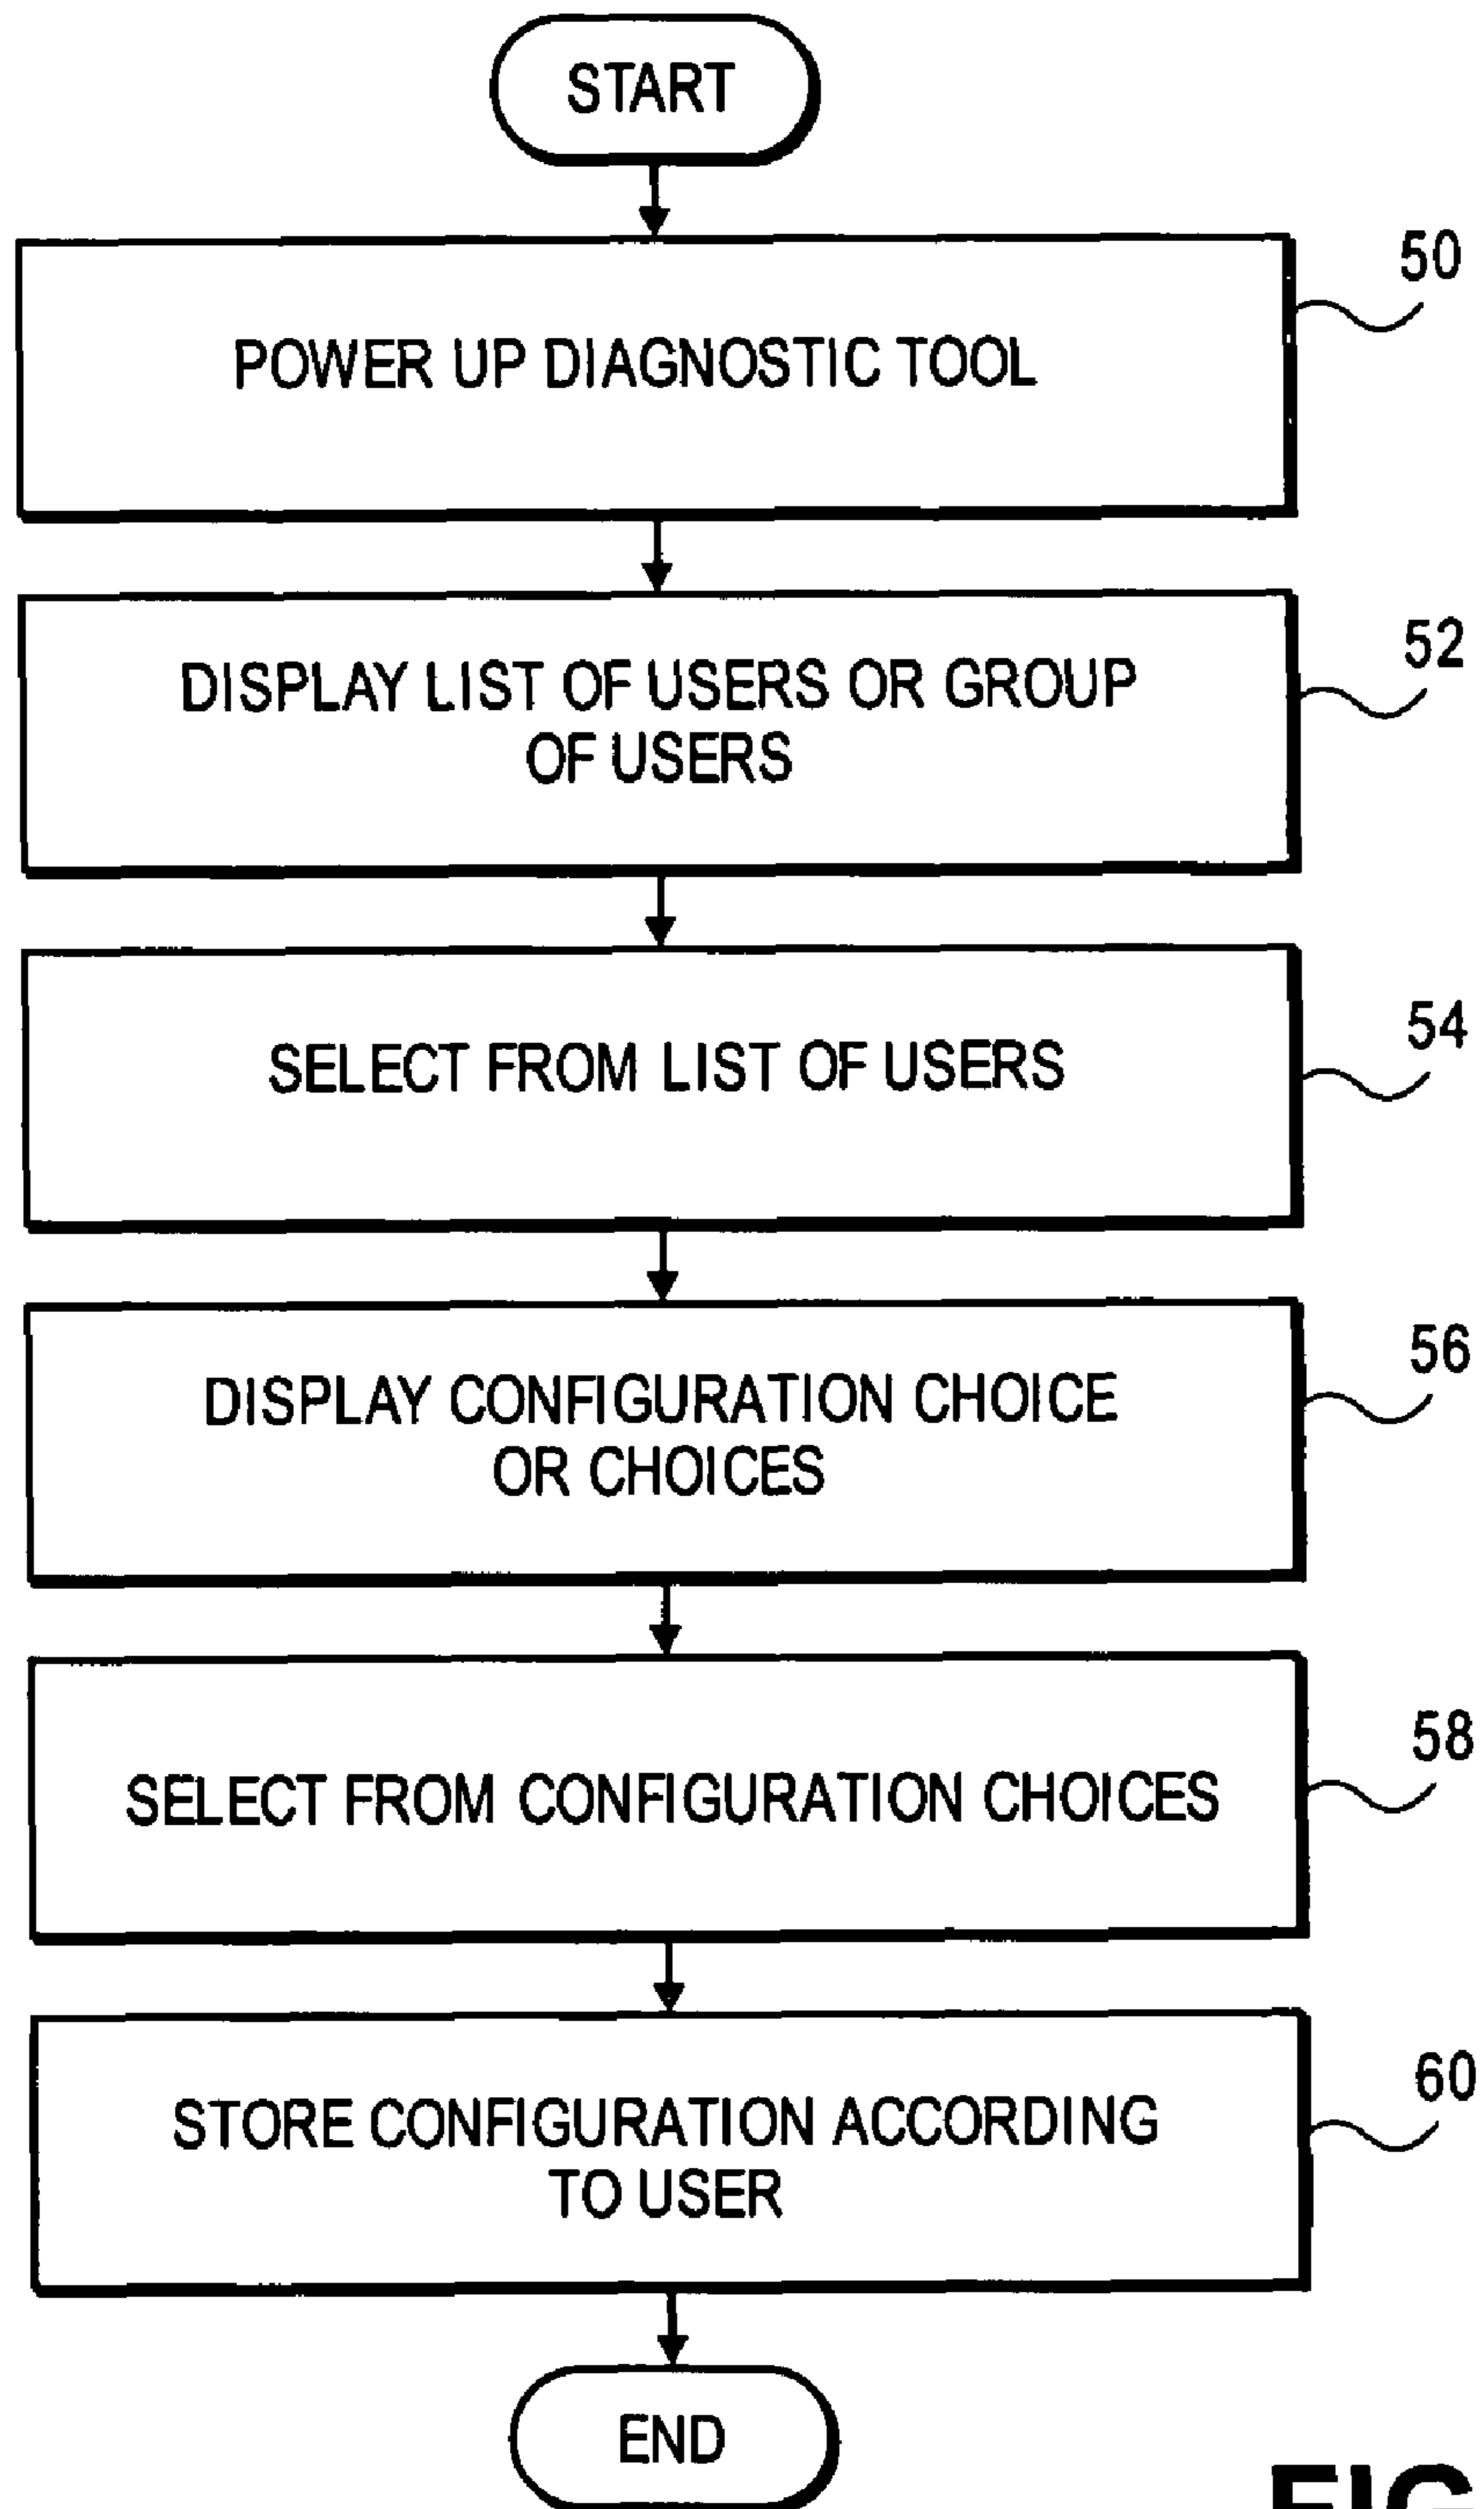 START
50
POWER UP DIAGNOSTIC TOOL
52
DISPLAY LIST OF USERS OR GROUP
OF USERS
54
SELECT FROM LIST OF USERS
56
DISPLAY CONFIGURATION CHOICE
OR CHOICES
58
SELECT FROM CONFIGURATION CHOICES
60
STORE CONFIGURATION ACCORDING
TO USER
END